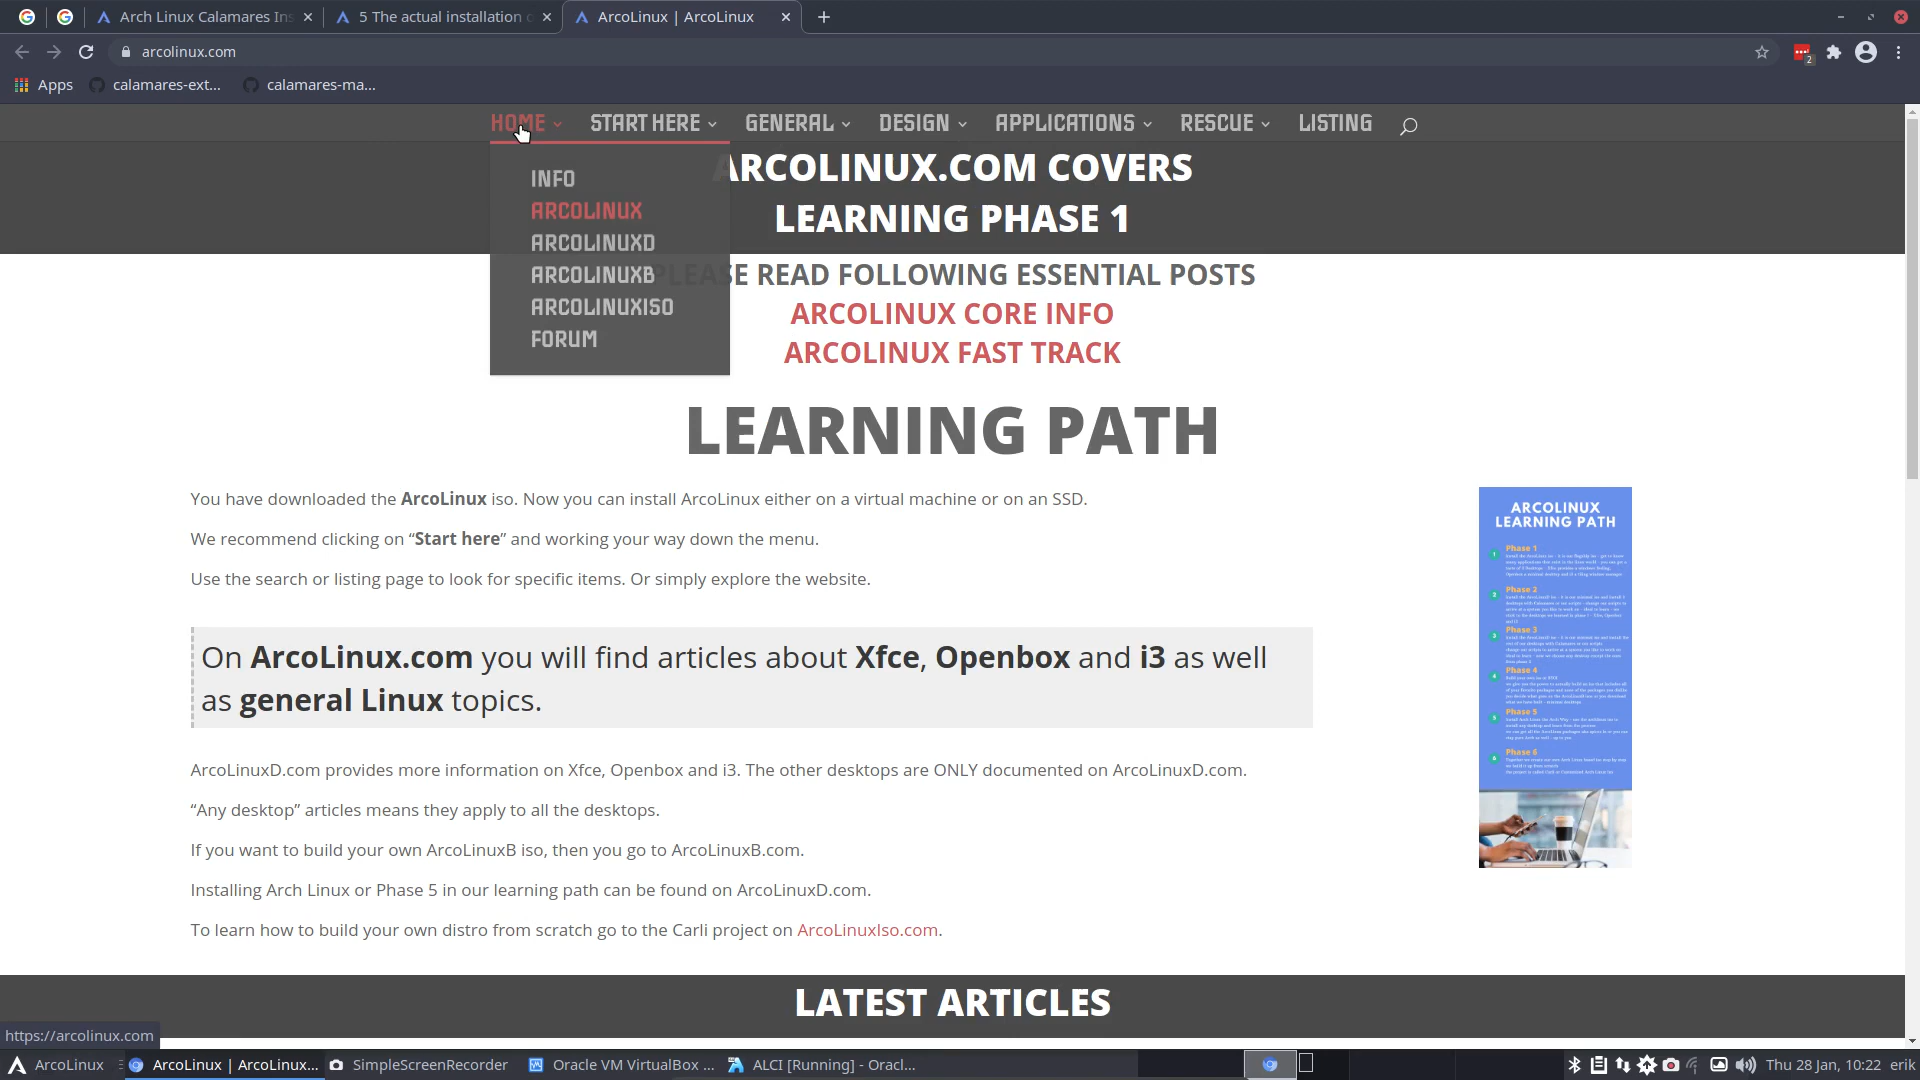 Arch Linux Calamares Ins
5 The actual installation o
ArcoLinux | ArcoLinux
arcolinux.com
2
Apps
calamares-ext...
calamares-ma...
HOME
START HERE
GENERAL
DESIGN
APPLICATIONS
RESCUE
LISTING
INFO
ARCOLINUX
ARCOLINUXD
ARCOLINUXB
ARCOLINUXISO
FORUM
ARCOLINUX.COM COVERS
LEARNING PHASE 1
PLEASE READ FOLLOWING ESSENTIAL POSTS
ARCOLINUX CORE INFO
ARCOLINUX FAST TRACK
LEARNING PATH
You have downloaded the ArcoLinux iso. Now you can install ArcoLinux either on a virtual machine or on an SSD.
We recommend clicking on “Start here” and working your way down the menu.
Use the search or listing page to look for specific items. Or simply explore the website.
On ArcoLinux.com you will find articles about Xfce, Openbox and i3 as well
as general Linux topics.
ArcoLinuxD.com provides more information on Xfce, Openbox and i3. The other desktops are ONLY documented on ArcoLinuxD.com.
“Any desktop” articles means they apply to all the desktops.
If you want to build your own ArcoLinuxB iso, then you go to ArcoLinuxB.com.
Installing Arch Linux or Phase 5 in our learning path can be found on ArcoLinuxD.com.
To learn how to build your own distro from scratch go to the Carli project on ArcoLinuxIso.com.
ARCOLINUX
LEARNING PATH
1
Phase 1
2
Phase 2
3
Phase 3
4
Phase 4
5
Phase 5
6
Phase 6
LATEST ARTICLES
https://arcolinux.com
ArcoLinux
ArcoLinux | ArcoLinux...
SimpleScreenRecorder
Oracle VM VirtualBox ...
ALCI [Running] - Oracl...
Thu 28 Jan, 10:22
erik